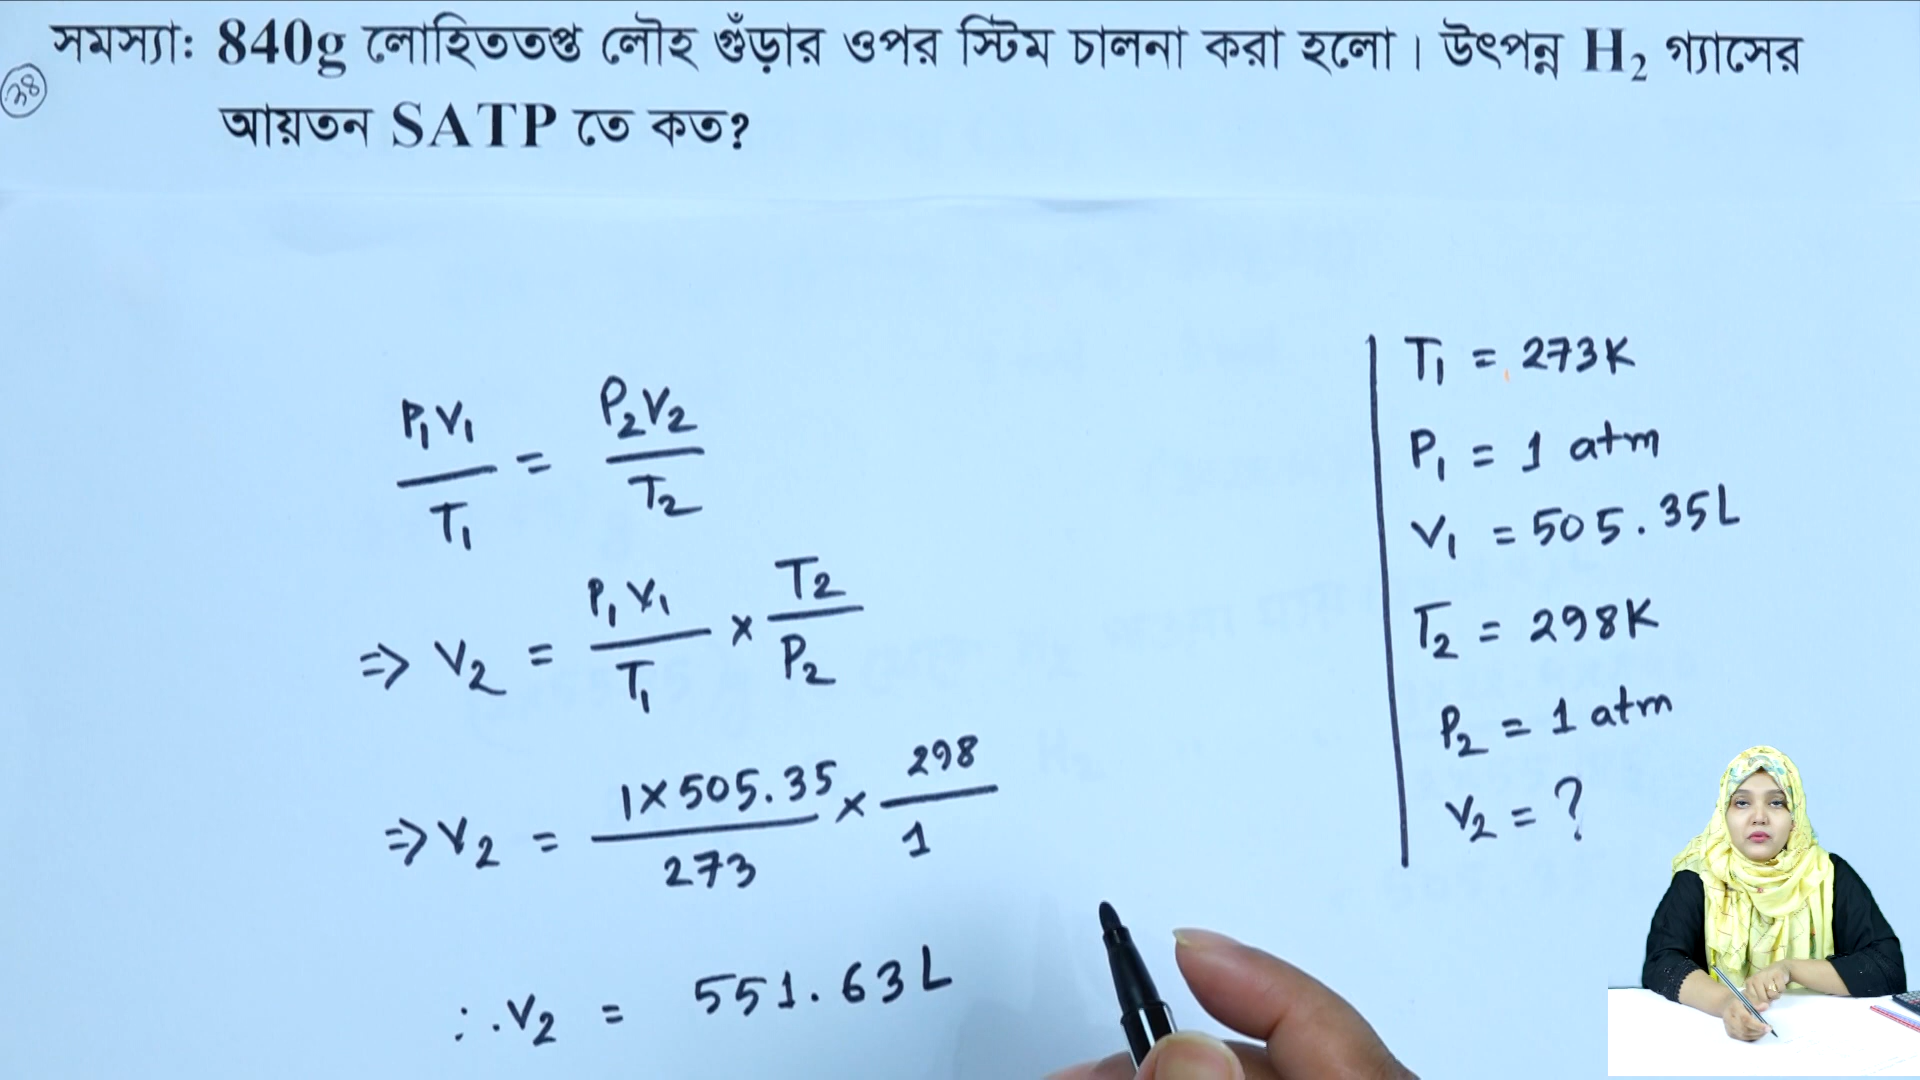 সমস্যা: 840g লোহিততপ্ত লৌহ গুঁড়ার ওপর স্টিম চালনা করা হলো। উৎপন্ন H₂ গ্যাসের
38
আয়তন SATP তে কত?
P₁V₁/T₁ = P₂V₂/T₂
⇒ V₂ = P₁V₁/T₁ × T₂/P₂
⇒ V₂ = 1×505.35/273 × 298/1
∴ V₂ = 551.63L
T₁ = 273K
P₁ = 1 atm
V₁ = 505.35L
T₂ = 298K
P₂ = 1 atm
V₂ = ?